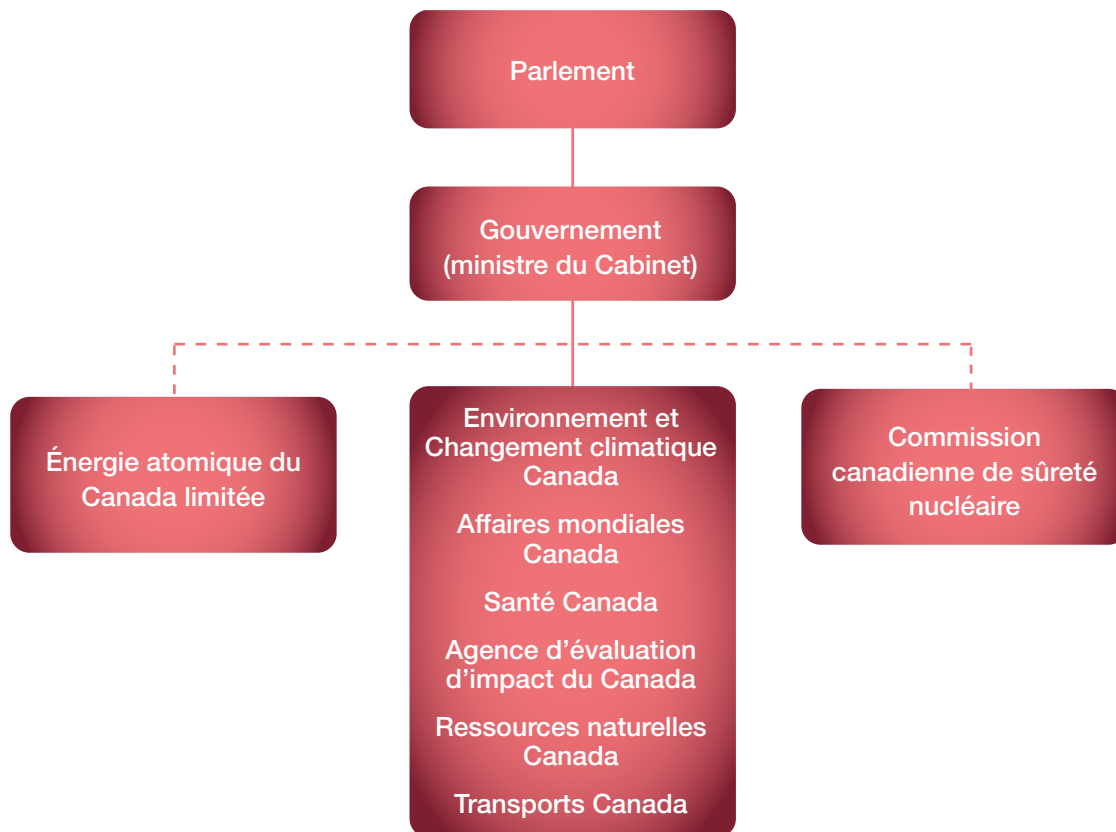 Parlement
Gouvernement
(ministre du Cabinet)
Énergie atomique du
Canada limitée
Environnement et
Changement climatique
Canada
Affaires mondiales
Canada
Santé Canada
Agence d’évaluation
d’impact du Canada
Ressources naturelles
Canada
Transports Canada
Commission
canadienne de sûreté
nucléaire